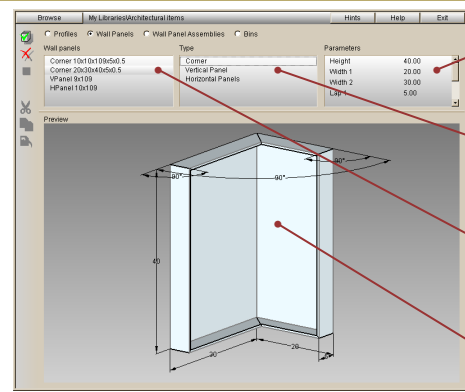 Browse My Libraries\Architectural items Hints Help Exit
Profiles Wall Panels Wall Panel Assemblies Bins
Wall panels Type Parameters
Corner 10x10x109x5x0.5 Corner Height 40.00
Corner 20x30x40x5x0.5 Vertical Panel Width 1 20.00
VPanel 9x109 Horizontal Panels Width 2 30.00
HPanel 10x109 Lap 1 5.00
Preview
90° 90° 90°
40
30 20